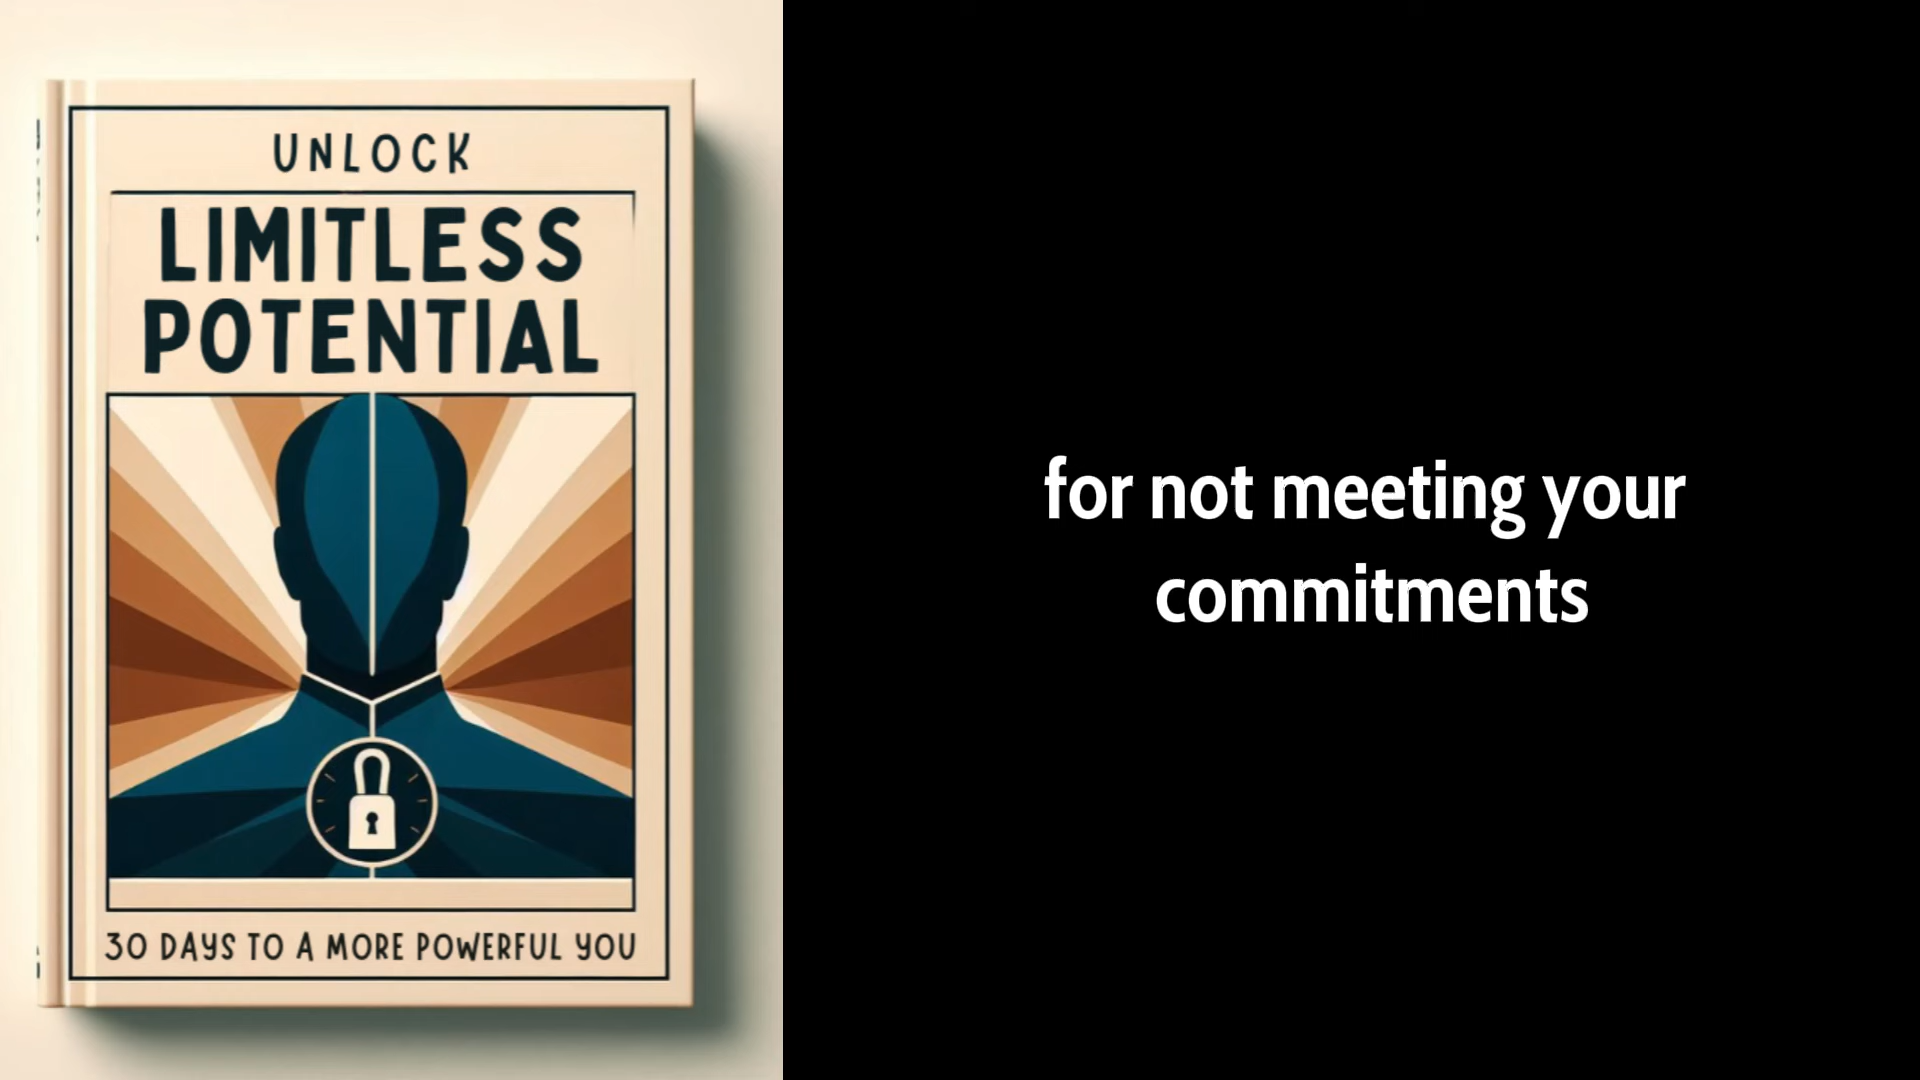 UNLOCK
LIMITLESS
POTENTIAL
30 DAYS TO A MORE POWERFUL YOU
for not meeting your
commitments